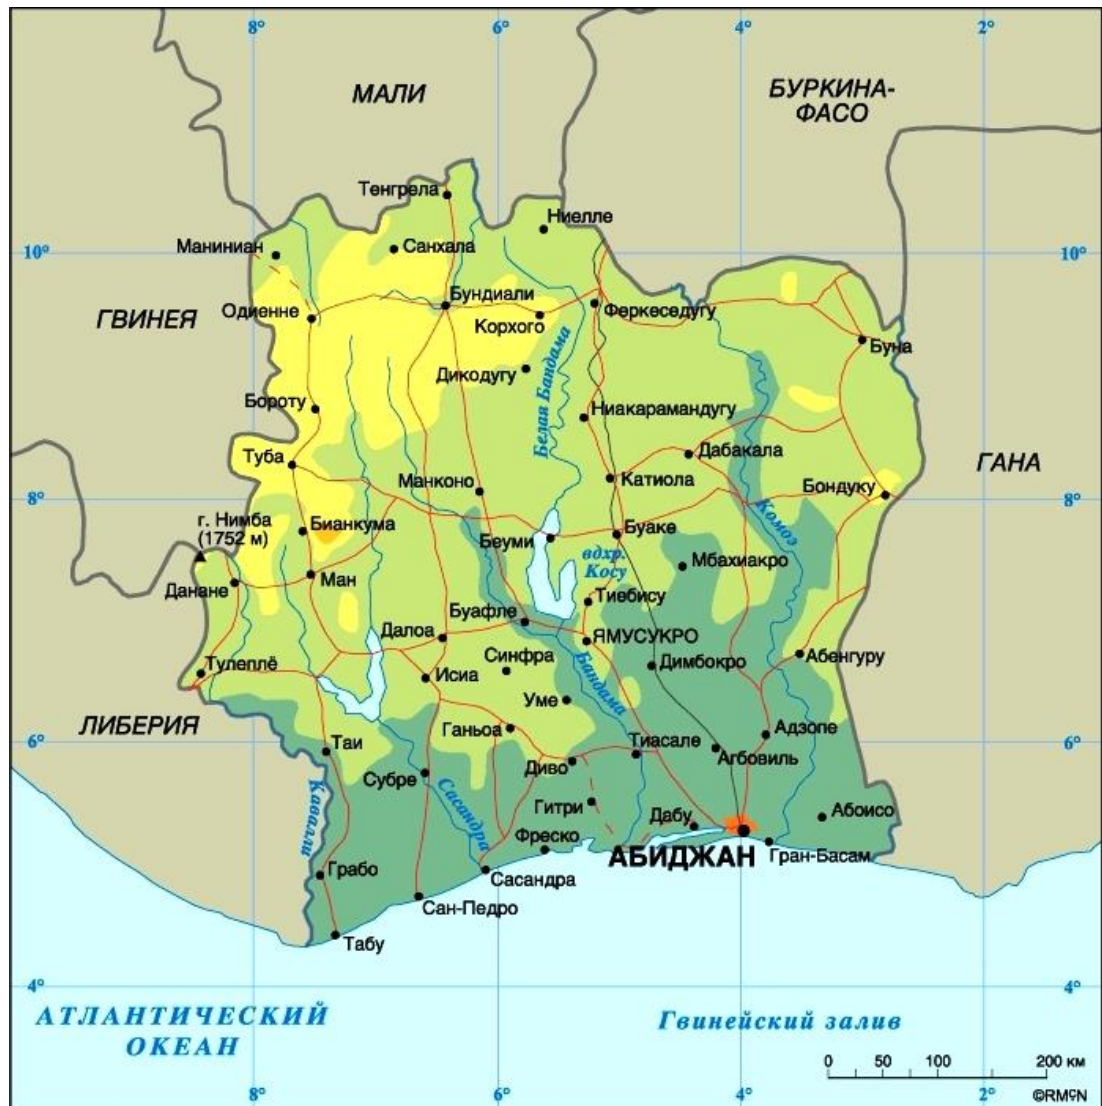 8°
6°
4°
2°
МАЛИ
БУРКИНА-
ФАСО
Тенгрела
Ниелле
Маниниан
Санхала
10°
10°
Бундиали
Одиенне
Корхого
Феркеседугу
ГВИНЕЯ
Буна
Дикодугу
Белая Бандама
Бороту
Ниакарамандугу
Туба
Дабакала
ГАНА
Манконо
Катиола
Бондуку
8°
8°
г. Нимба
(1752 м)
Бианкума
Беуми
Буаке
Комоэ
вдхр.
Косу
Мбахиакро
Данане
Ман
Тиебису
Буафле
Далоа
ЯМУСУКРО
Синфра
Димбокро
Абенгуру
Тулеплё
Исиа
Бандама
Уме
ЛИБЕРИЯ
Ганьоа
Адзопе
6°
6°
Таи
Тиасале
Агбовиль
Субре
Диво
Каваlли
Сасандра
Гитри
Дабу
Абоисо
Фреско
АБИДЖАН
Гран-Басам
Грабо
Сасандра
Сан-Педро
Табу
4°
4°
АТЛАНТИЧЕСКИЙ
ОКЕАН
Гвинейский залив
0 50 100 200 км
8°
6°
4°
2°
©RMCN